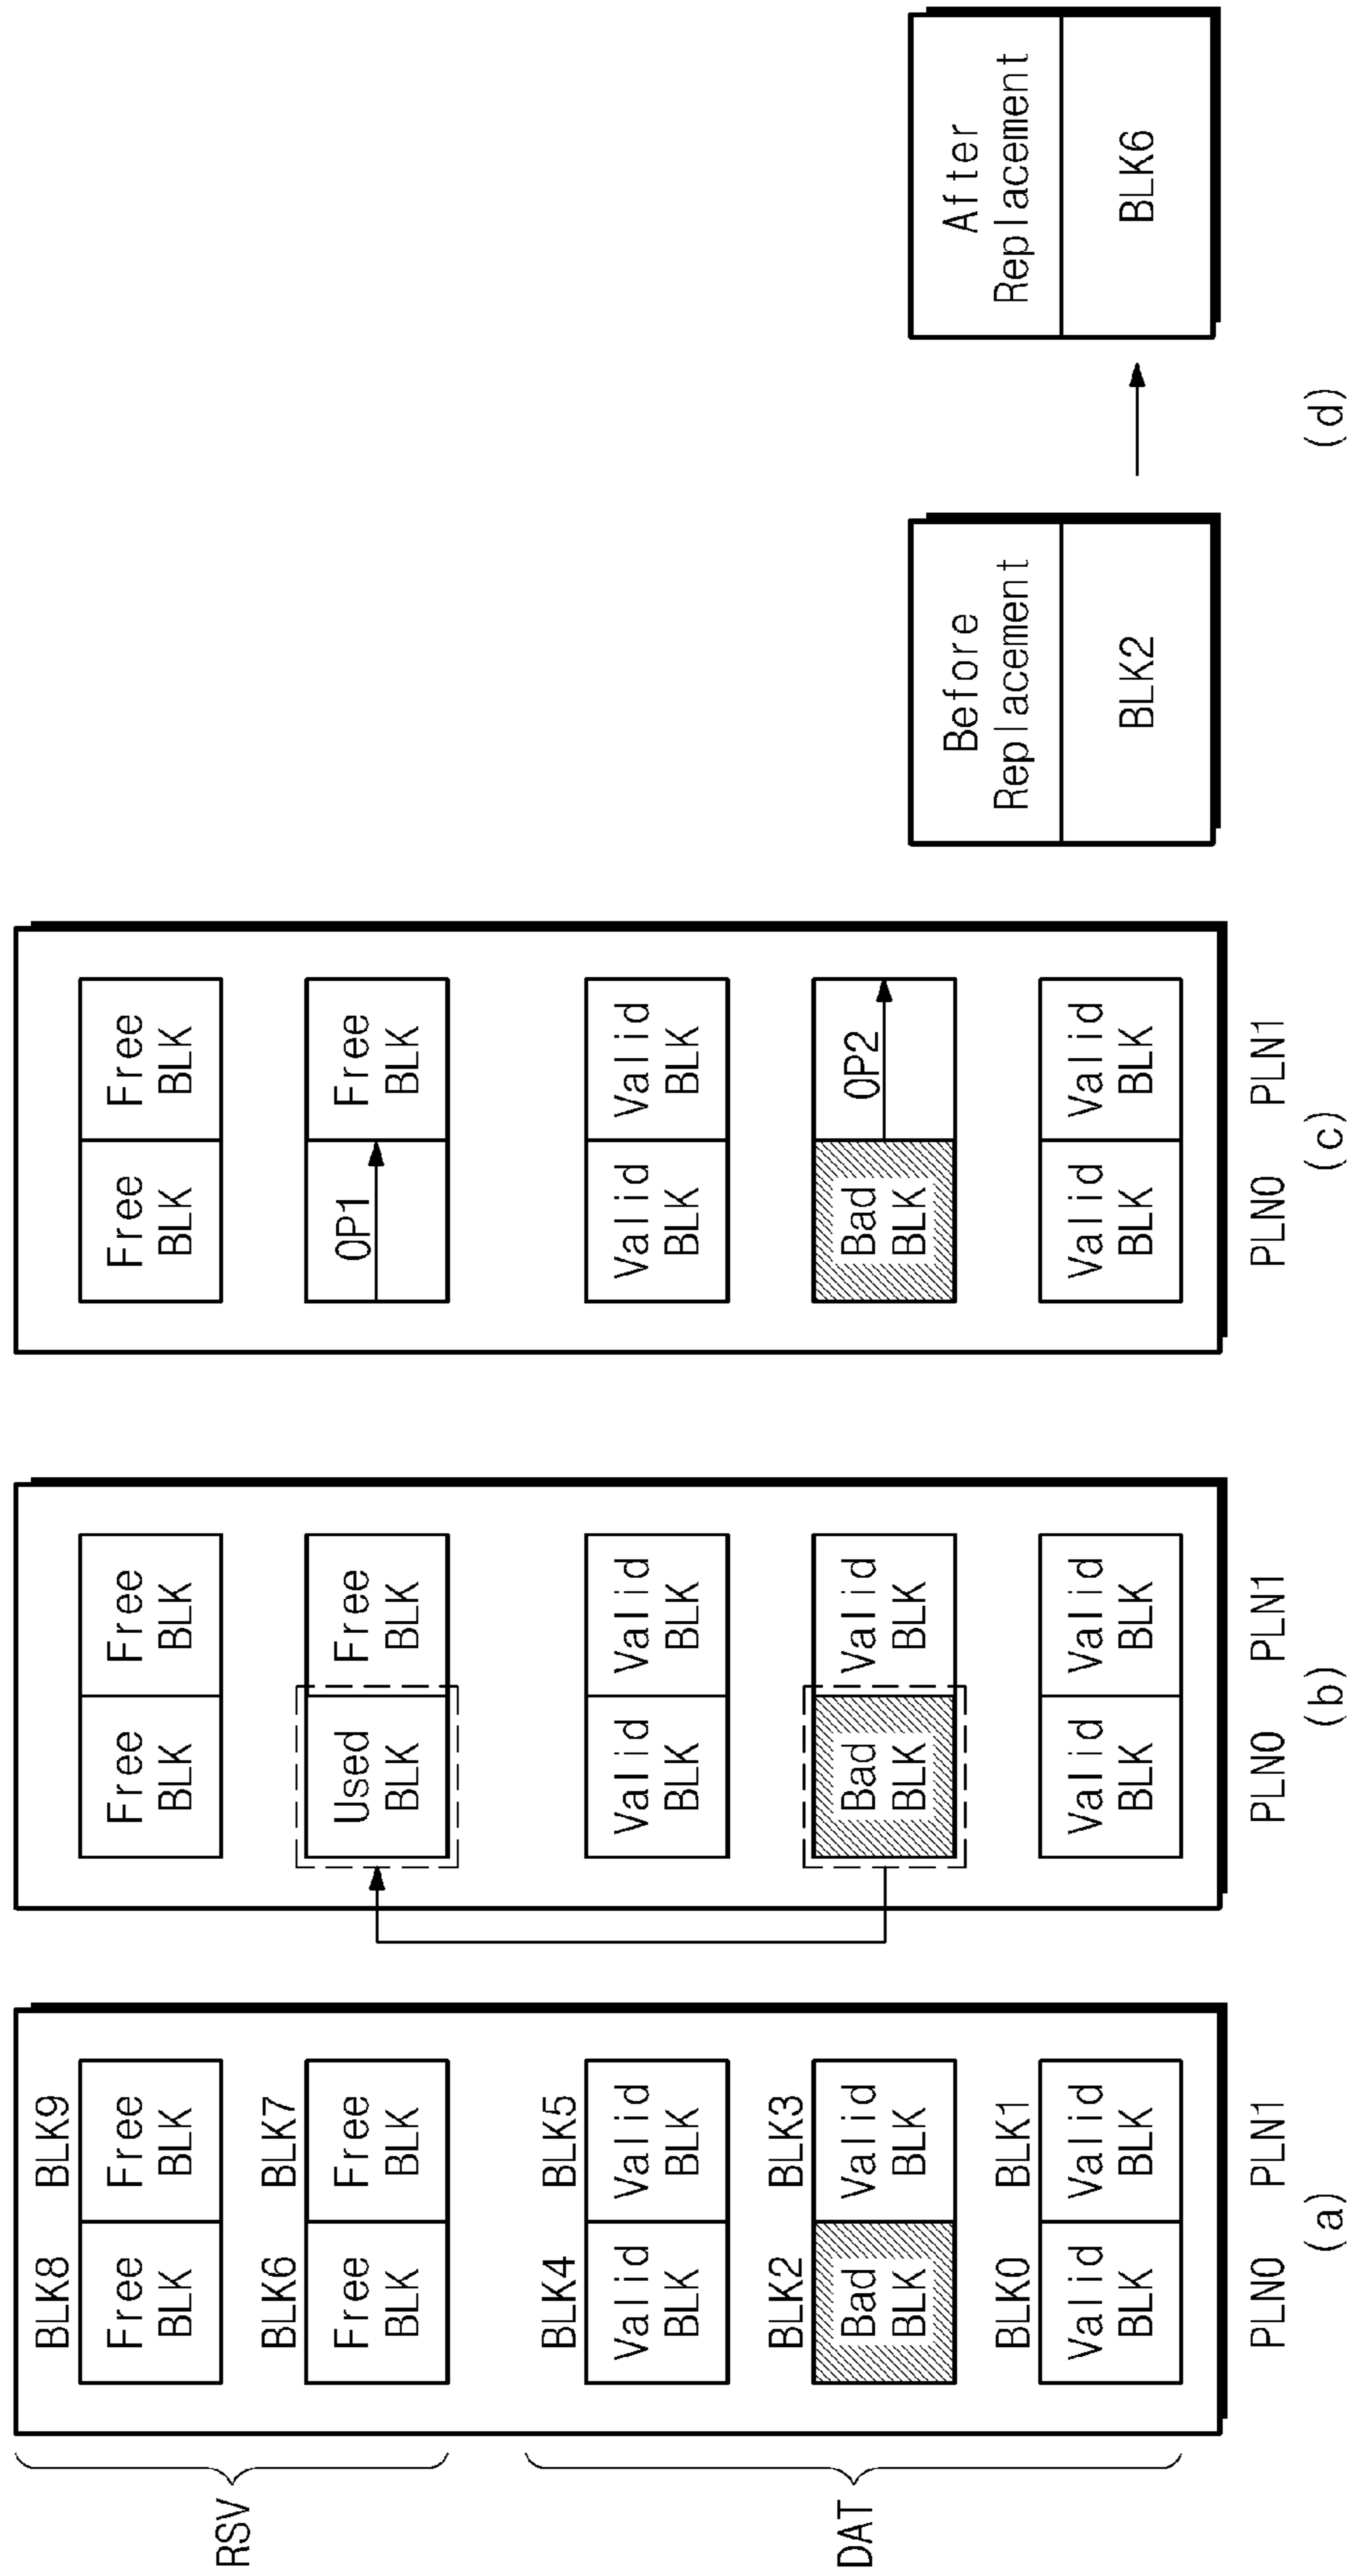 RSV
DAT
BLK8
BLK9
Free
BLK
Free
BLK
BLK6
BLK7
Free
BLK
Free
BLK
BLK4
BLK5
Valid
BLK
Valid
BLK
BLK2
BLK3
Bad
BLK
Valid
BLK
BLK0
BLK1
Valid
BLK
Valid
BLK
PLN0
PLN1
(a)
Free
BLK
Free
BLK
Used
BLK
Free
BLK
Valid
BLK
Valid
BLK
Bad
BLK
Valid
BLK
Valid
BLK
Valid
BLK
PLN0
PLN1
(b)
Free
BLK
Free
BLK
OP1
Free
BLK
Valid
BLK
Valid
BLK
Bad
BLK
OP2
Valid
BLK
Valid
BLK
PLN0
PLN1
(c)
Before
Replacement
BLK2
After
Replacement
BLK6
(d)